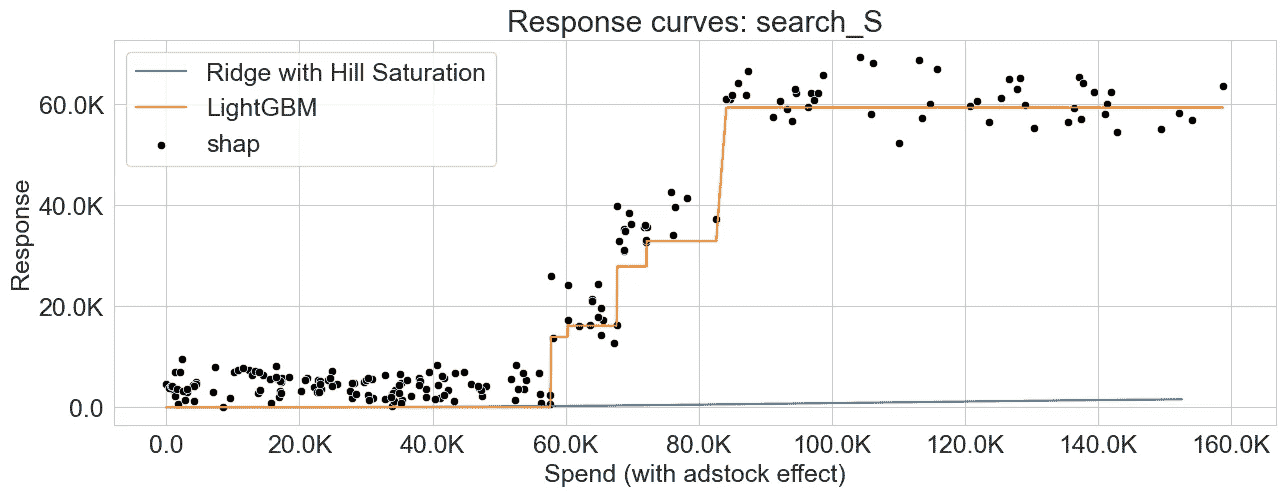 Response curves: search_S
Ridge with Hill Saturation
LightGBM
shap
Response
60.0K
40.0K
20.0K
0.0
0.0 20.0K 40.0K 60.0K 80.0K 100.0K 120.0K 140.0K 160.0K
Spend (with adstock effect)